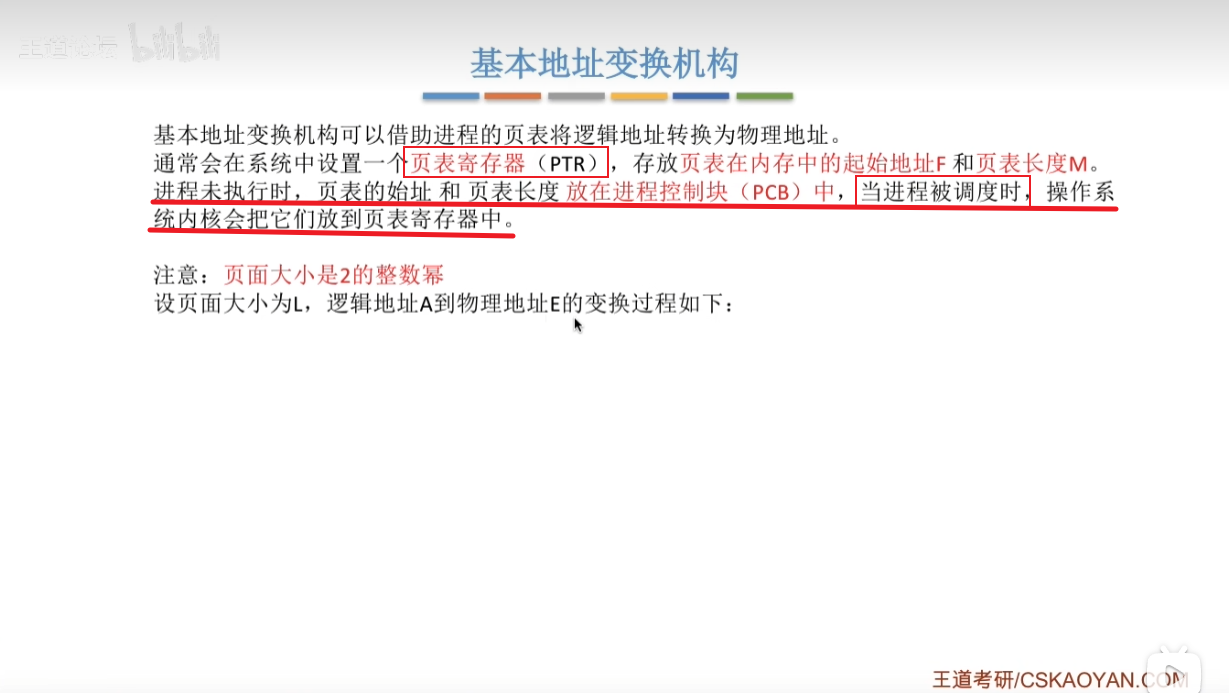 王道论坛 bilibili
基本地址变换机构
基本地址变换机构可以借助进程的页表将逻辑地址转换为物理地址。
通常会在系统中设置一个页表寄存器（PTR），存放页表在内存中的起始地址F 和页表长度M。
进程未执行时，页表的始址 和 页表长度 放在进程控制块（PCB）中，当进程被调度时，操作系
统内核会把它们放到页表寄存器中。
注意：页面大小是2的整数幂
设页面大小为L，逻辑地址A到物理地址E的变换过程如下：
王道考研/CSKAOYAN.COM